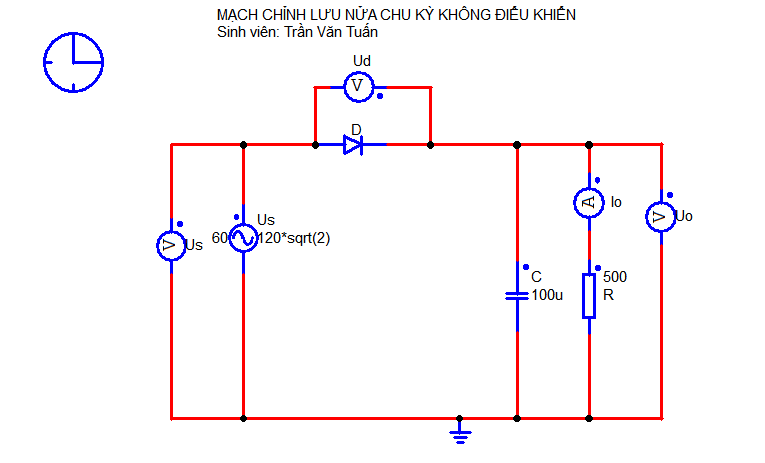 MẠCH CHỈNH LƯU NỬA CHU KỲ KHÔNG ĐIỀU KHIỂN
Sinh viên: Trần Văn Tuấn
Ud
V
D
A
Io
V
Uo
Us
V
Us
60
120*sqrt(2)
C
100u
500
R